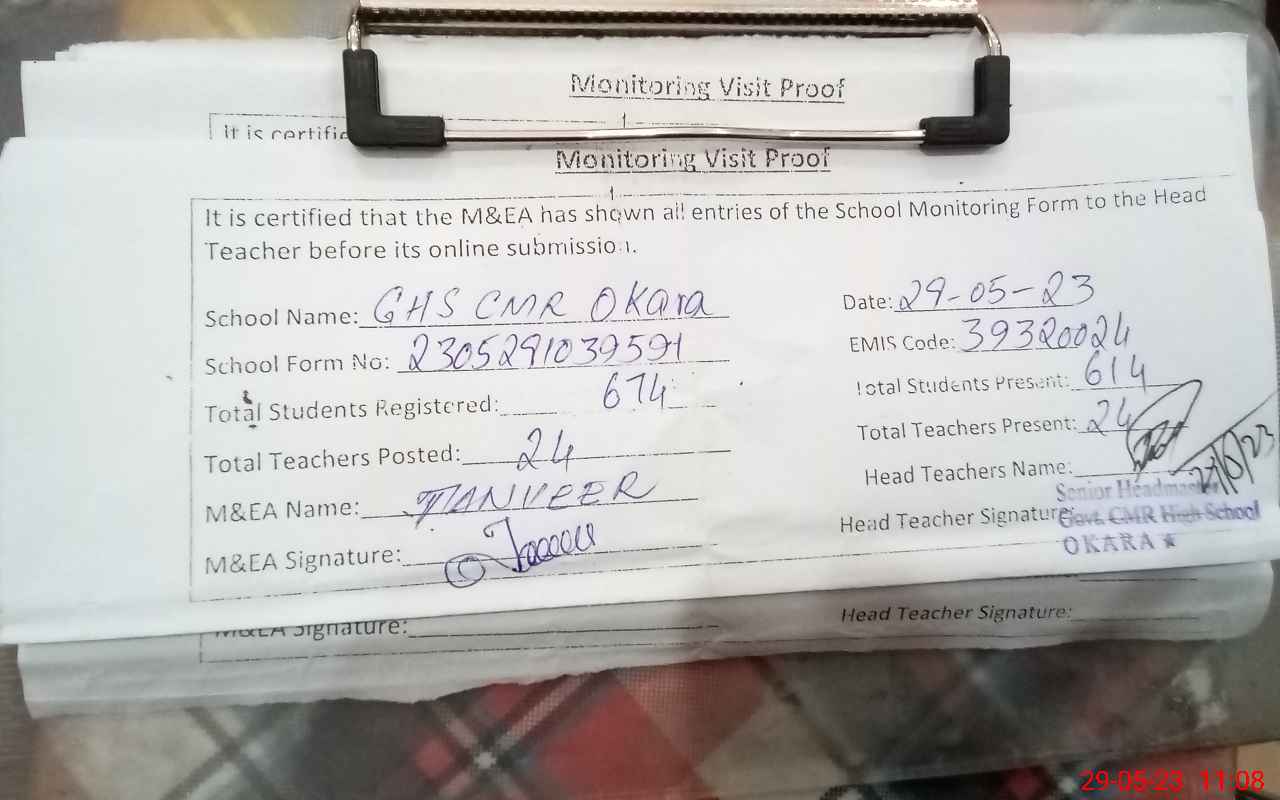 Monitoring Visit Proof
It is certifie
Monitoring Visit Proof
It is certified that the M&EA has shown all entries of the School Monitoring Form to the Head
Teacher before its online submission.
School Name: GHS CMR Okara Date: 29-05-23
School Form No: 2305291039591 EMIS Code: 39320024
Total Students Registered: 674 Total Students Present: 614
Total Teachers Posted: 24 Total Teachers Present: 24
M&EA Name: TANVEER Head Teachers Name:
Senior Headmaster
M&EA Signature: Head Teacher Signature:
Govt. CMR High School
OKARA ★
M&EA Signature: Head Teacher Signature:
29-05-23 11:08